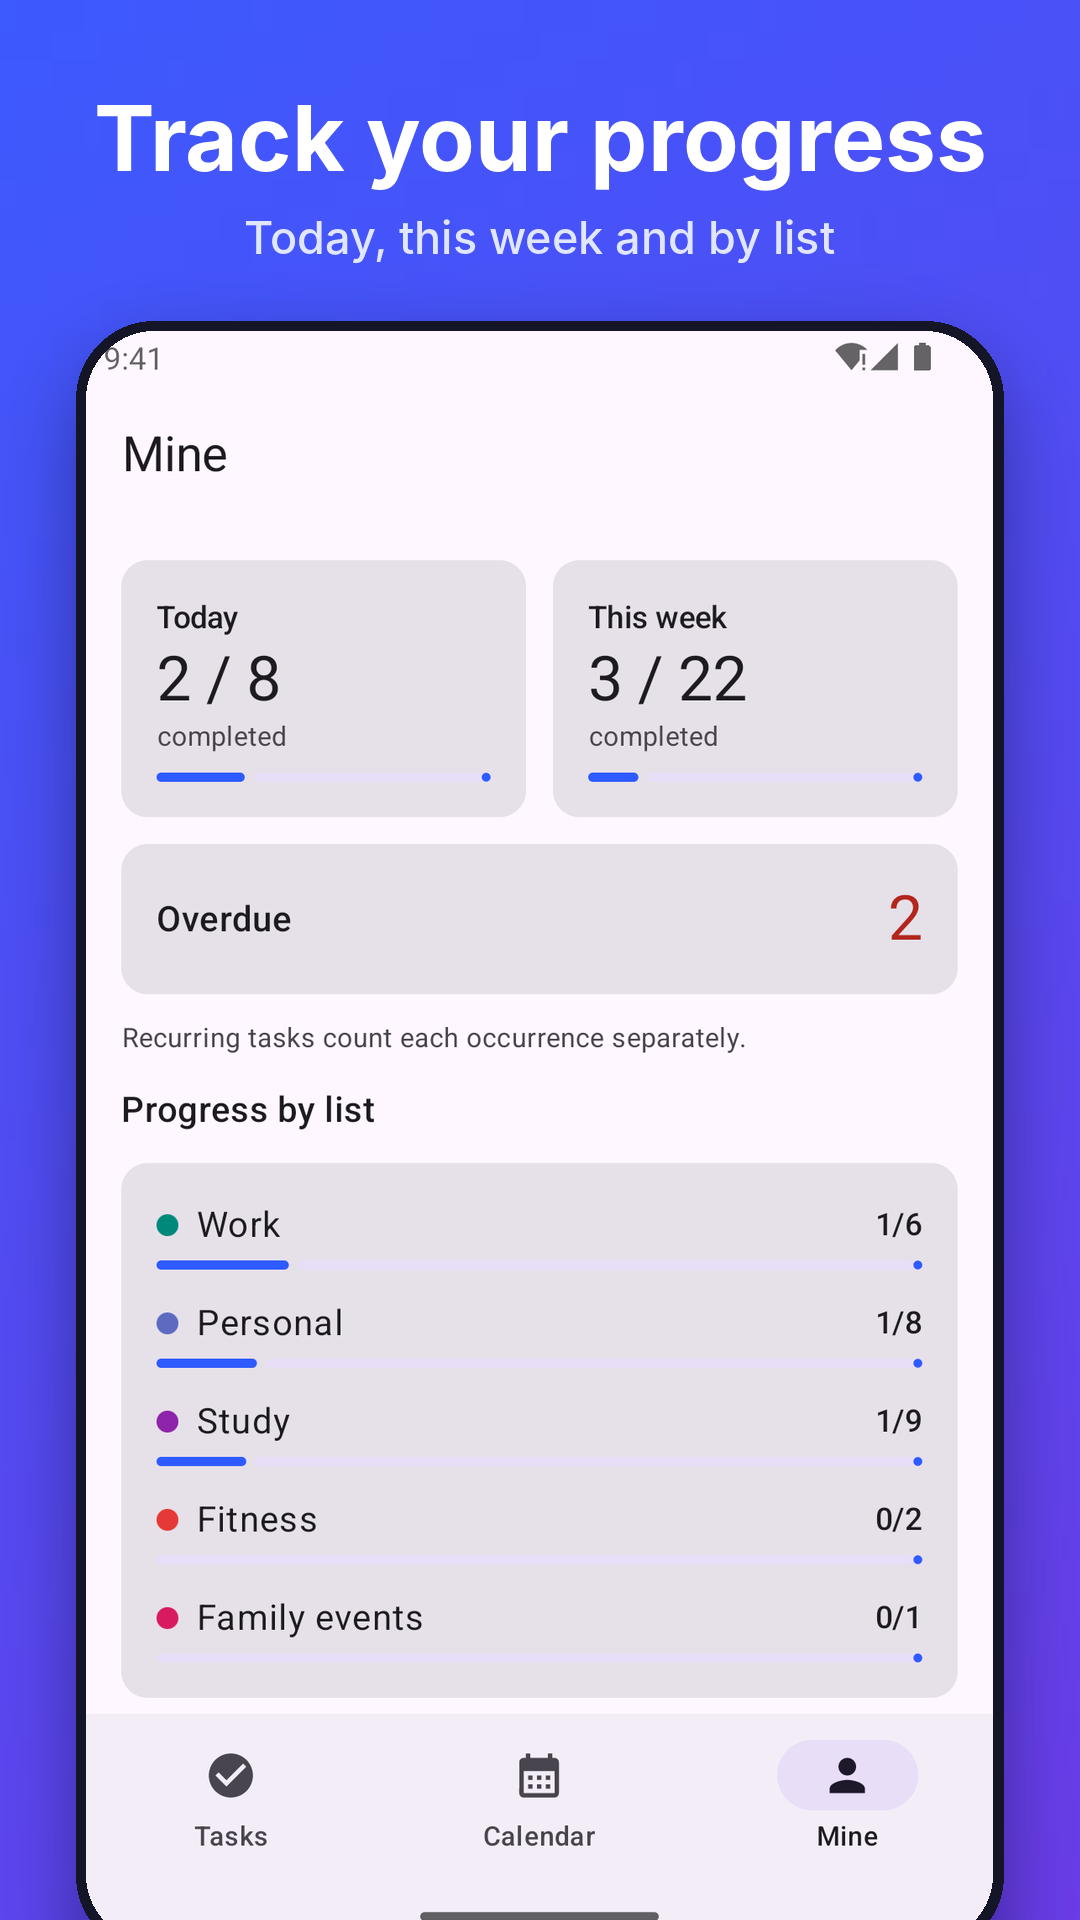 Track your progress
Today, this week and by list
9:41
Mine
Today
2 / 8
completed
This week
3 / 22
completed
Overdue
2
Recurring tasks count each occurrence separately.
Progress by list
Work
1/6
Personal
1/8
Study
1/9
Fitness
0/2
Family events
0/1
Tasks
Calendar
Mine